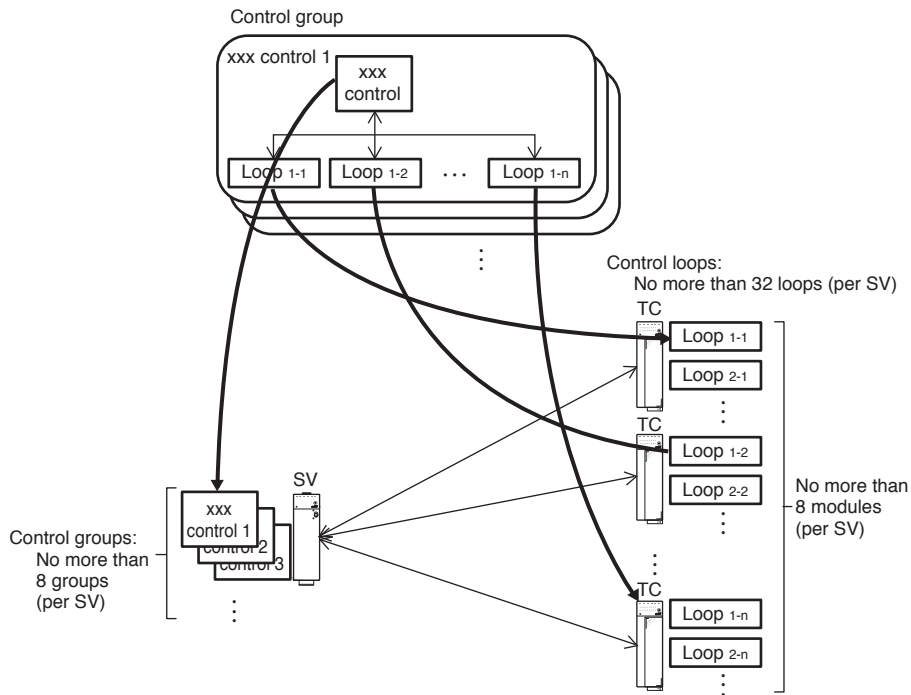 Control group
xxx control 1
xxx
control
Loop 1-1
Loop 1-2
...
Loop 1-n
Control loops:
No more than 32 loops (per SV)
TC
Loop 1-1
Loop 2-1
TC
Loop 1-2
Loop 2-2
No more than
8 modules
(per SV)
SV
xxx
control 1
control 2
control 3
Control groups:
No more than
8 groups
(per SV)
TC
Loop 1-n
Loop 2-n